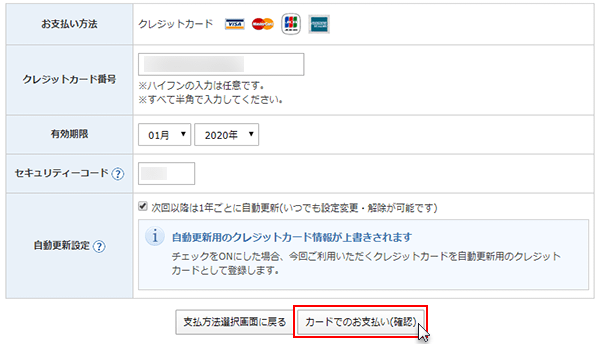 お支払い方法
クレジットカード VISA MasterCard JCB AMERICAN EXPRESS
クレジットカード番号
※ハイフンの入力は任意です。
※すべて半角で入力してください。
有効期限
01月 ▼ 2020年 ▼
セキュリティーコード ?
自動更新設定 ?
次回以降は1年ごとに自動更新(いつでも設定変更・解除が可能です)
i 自動更新用のクレジットカード情報が上書きされます
チェックをONにした場合、今回ご利用いただくクレジットカードを自動更新用のクレジット
カードとして登録します。
支払方法選択画面に戻る カードでのお支払い(確認)